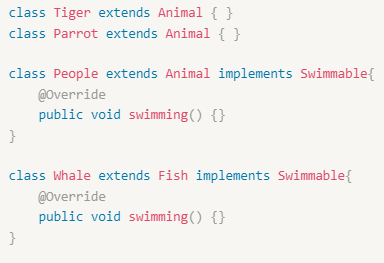 class Tiger extends Animal { }
class Parrot extends Animal { }

class People extends Animal implements Swimmable{
    @Override
    public void swimming() {}
}

class Whale extends Fish implements Swimmable{
    @Override
    public void swimming() {}
}